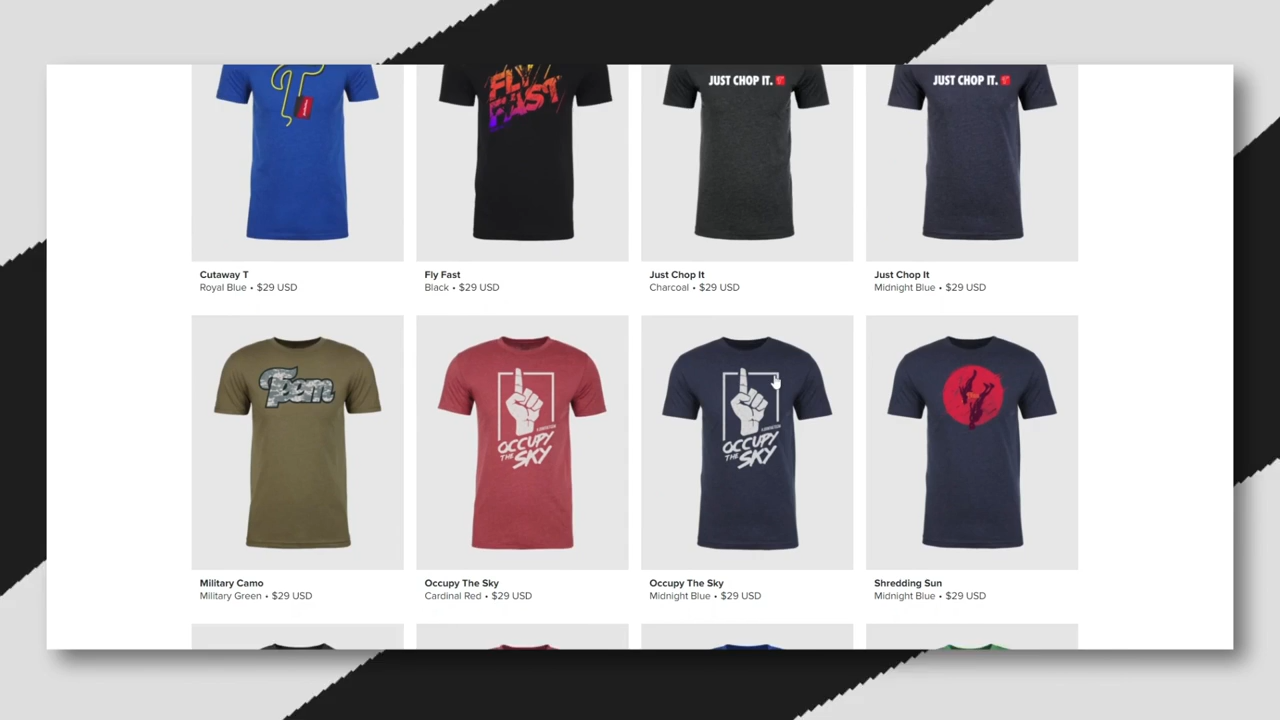 FLY
FAST
JUST CHOP IT.
JUST CHOP IT.
Cutaway T
Royal Blue • $29 USD
Fly Fast
Black • $29 USD
Just Chop It
Charcoal • $29 USD
Just Chop It
Midnight Blue • $29 USD
Team
OCCUPY
THE SKY
OCCUPY
THE SKY
Military Camo
Military Green • $29 USD
Occupy The Sky
Cardinal Red • $29 USD
Occupy The Sky
Midnight Blue • $29 USD
Shredding Sun
Midnight Blue • $29 USD